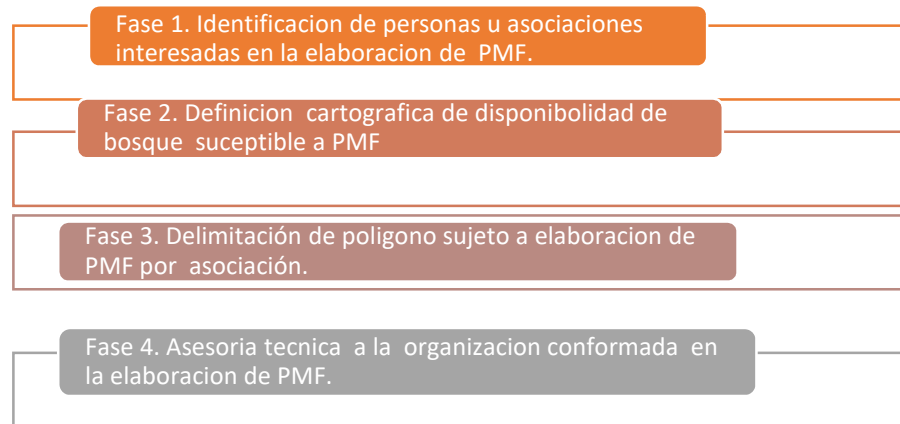 Fase 1. Identificacion de personas u asociaciones
interesadas en la elaboracion de  PMF.
Fase 2. Definicion  cartografica de disponibolidad de
bosque  suceptible a PMF
Fase 3. Delimitación de poligono sujeto a elaboracion de
PMF por  asociación.
Fase 4. Asesoria tecnica  a la  organizacion conformada  en
la elaboracion de PMF.